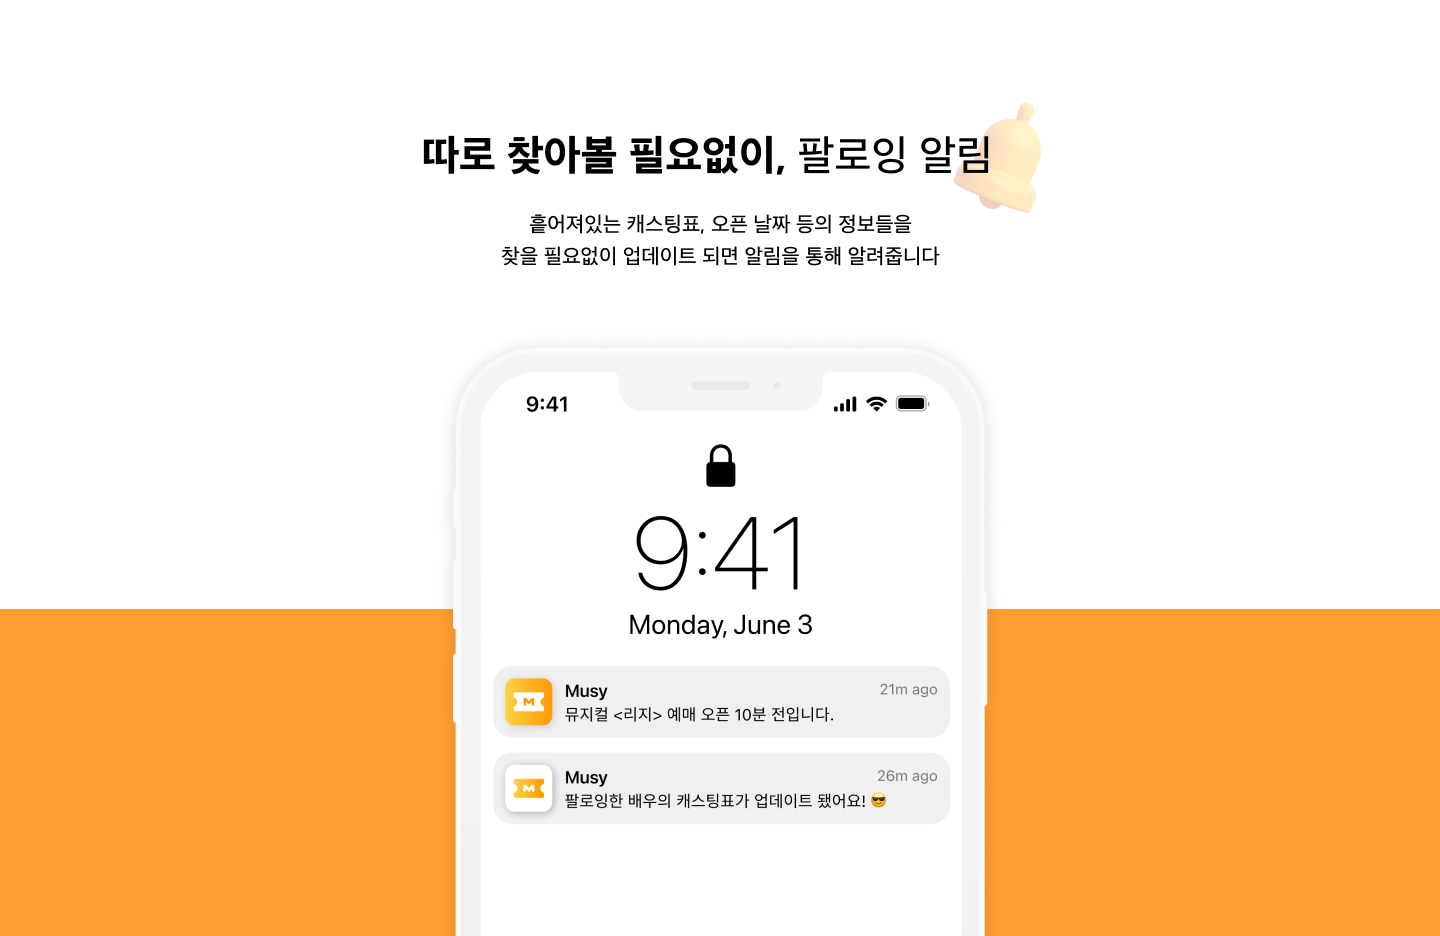 따로 찾아볼 필요없이, 팔로잉 알림
흩어져있는 캐스팅표, 오픈 날짜 등의 정보들을
찾을 필요없이 업데이트 되면 알림을 통해 알려줍니다
9:41
9:41
Monday, June 3
M
Musy
21m ago
뮤지컬 <리지> 예매 오픈 10분 전입니다.
M
Musy
26m ago
팔로잉한 배우의 캐스팅표가 업데이트 됐어요! 😎